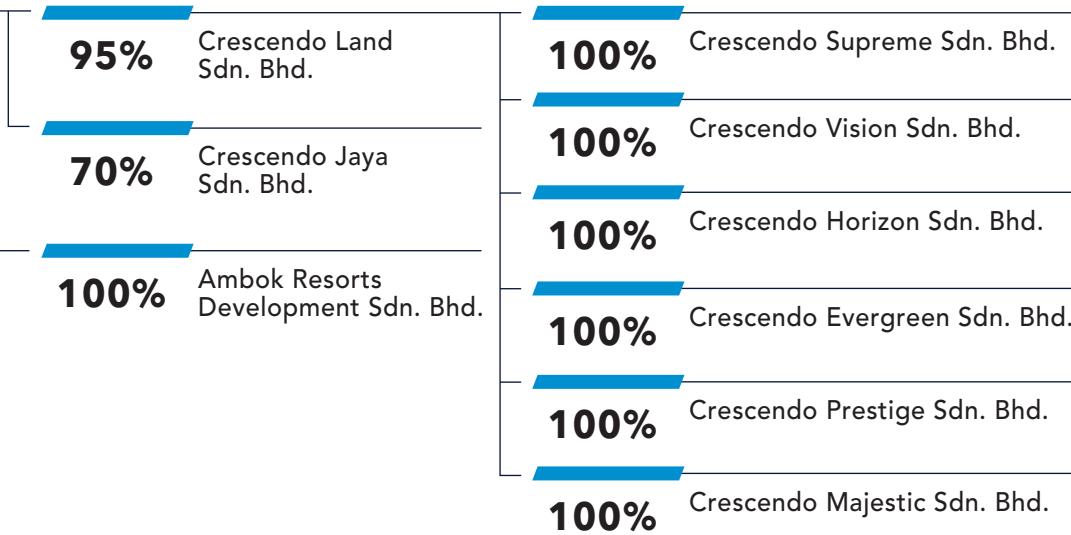 95%
Crescendo Land
Sdn. Bhd.
70%
Crescendo Jaya
Sdn. Bhd.
100%
Ambok Resorts
Development Sdn. Bhd.
100%
Crescendo Supreme Sdn. Bhd.
100%
Crescendo Vision Sdn. Bhd.
100%
Crescendo Horizon Sdn. Bhd.
100%
Crescendo Evergreen Sdn. Bhd.
100%
Crescendo Prestige Sdn. Bhd.
100%
Crescendo Majestic Sdn. Bhd.